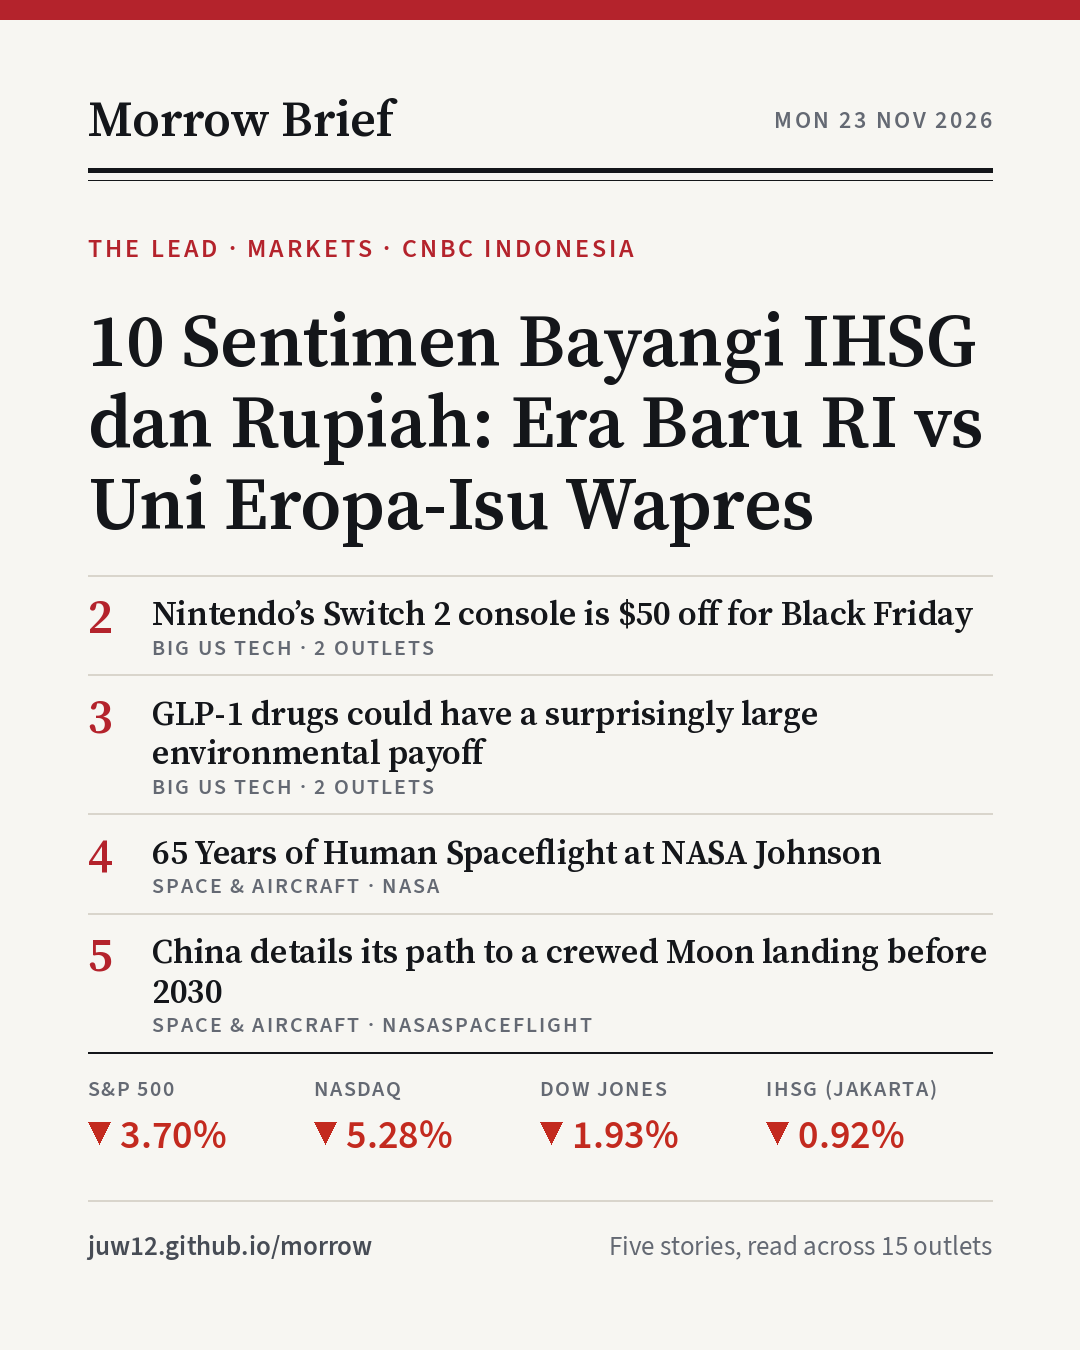 Morrow Brief
MON 23 NOV 2026
THE LEAD · MARKETS · CNBC INDONESIA
10 Sentimen Bayangi IHSG
dan Rupiah: Era Baru RI vs
Uni Eropa-Isu Wapres
2
Nintendo’s Switch 2 console is $50 off for Black Friday
BIG US TECH · 2 OUTLETS
3
GLP-1 drugs could have a surprisingly large
environmental payoff
BIG US TECH · 2 OUTLETS
4
65 Years of Human Spaceflight at NASA Johnson
SPACE & AIRCRAFT · NASA
5
China details its path to a crewed Moon landing before
2030
SPACE & AIRCRAFT · NASASPACEFLIGHT
S&P 500
▼ 3.70%
NASDAQ
▼ 5.28%
DOW JONES
▼ 1.93%
IHSG (JAKARTA)
▼ 0.92%
juw12.github.io/morrow
Five stories, read across 15 outlets